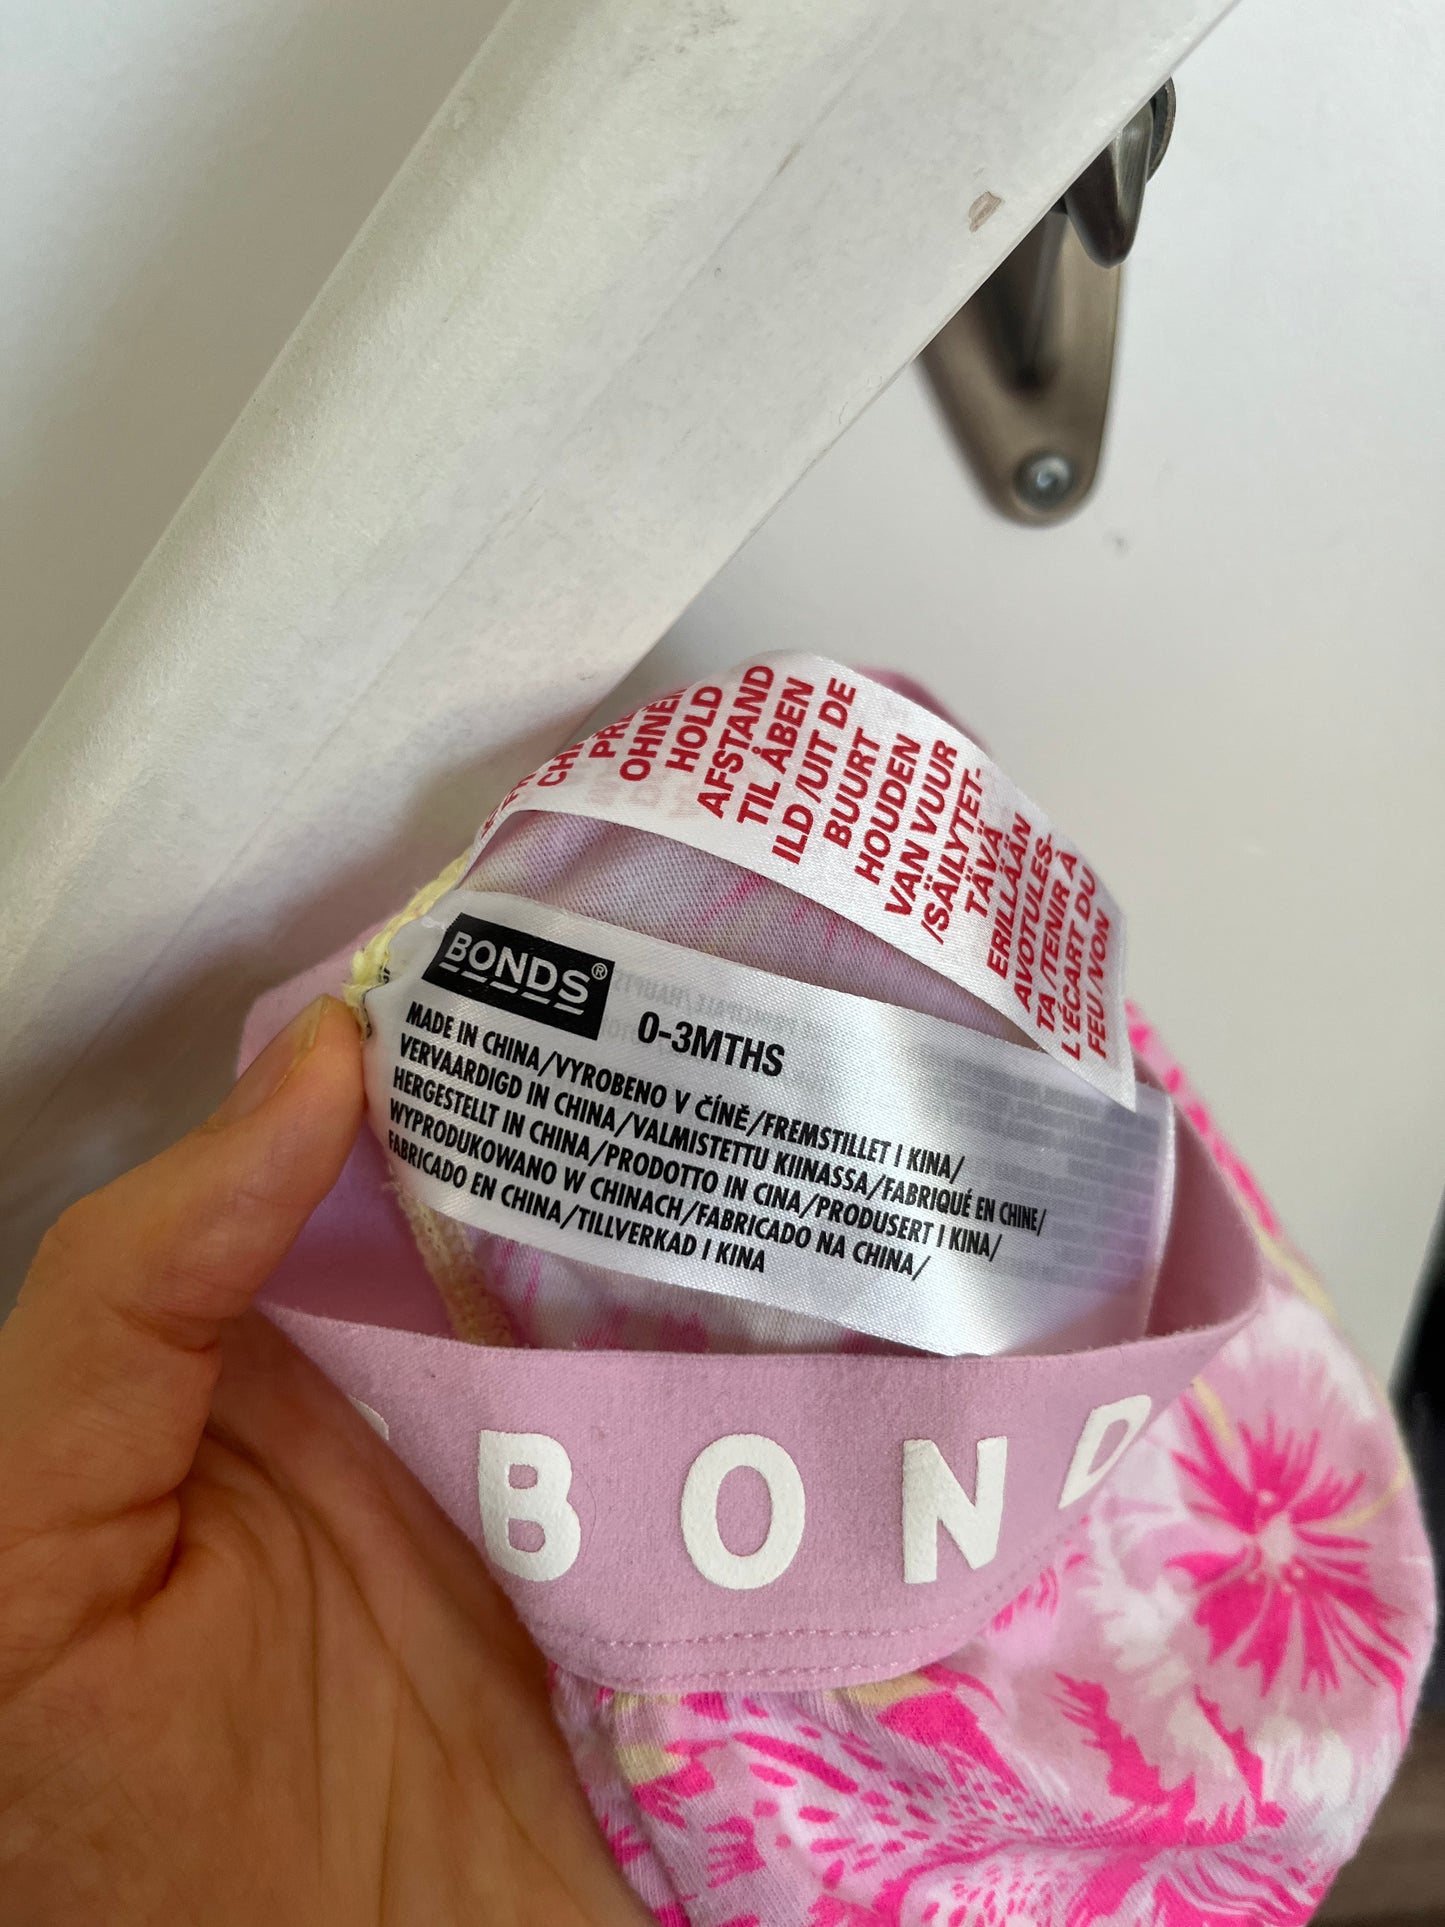 HOLD
AFSTAND
TIL ÅBEN
ILD /UIT DE
BUURT
HOUDEN
VAN VUUR
/SÄILYTET-
TÄVÄ
ERILLÄÄN
AVOTULES-
TA /TENIR À
L'ÉCART DU
FEU /VON
BONDS®
0-3MTHS
MADE IN CHINA/VYROBENO V ČÍNĚ/FREMSTILLET I KINA/
VERVAARDIGD IN CHINA/VALMISTETTU KIINASSA/FABRIQUÉ EN CHINE/
HERGESTELLT IN CHINA/PRODOTTO IN CINA/PRODUSERT I KINA/
WYPRODUKOWANO W CHINACH/FABRICADO NA CHINA/
FABRICADO EN CHINA/TILLVERKAD I KINA
BOND